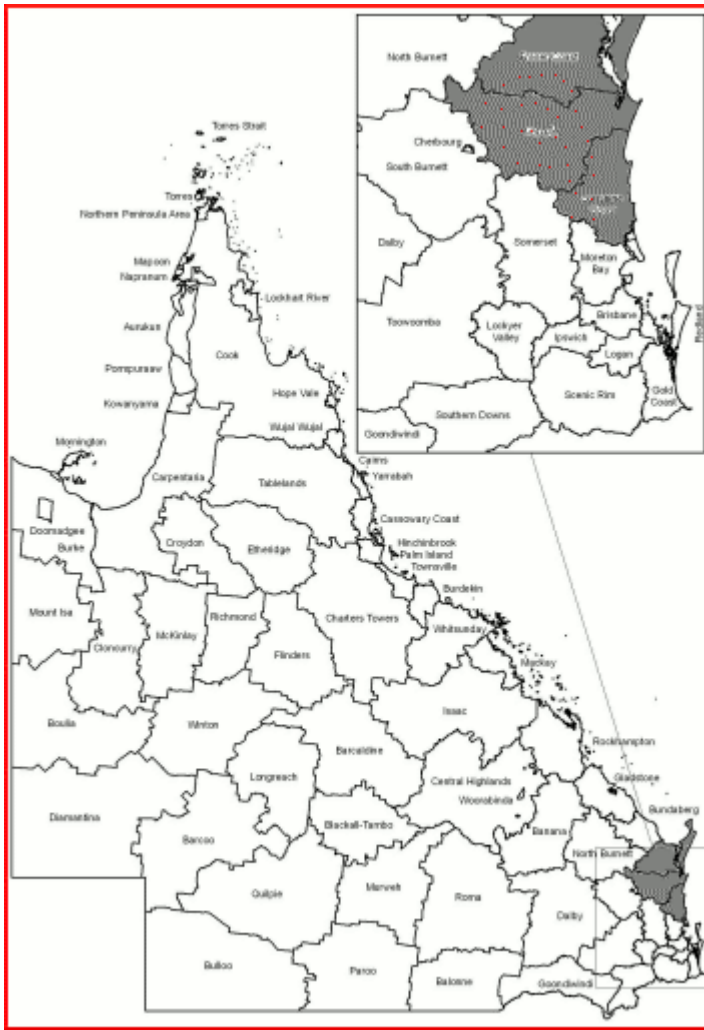 North Burnett
Cherbourg
South Burnett
Dalby
Somerset
Moreton
Bay
Toowoomba
Lockyer
Valley
Brisbane
Ipswich
Logan
Redland
Scenic Rim
Gold
Coast
Southern Downs
Goondiwindi
Torres Strait
Torres
Northern Peninsula Area
Mapoon
Napranum
Lockhart River
Aurukun
Cook
Pompuraaw
Kowanyama
Hope Vale
Wujal Wujal
Mornington
Carpentaria
Tablelands
Cairns
Yarrabah
Cassowary Coast
Doomadgee
Burke
Croydon
Etheridge
Hinchinbrook
Palm Island
Townsville
Burdekin
Mount Isa
Cloncurry
McKinlay
Richmond
Flinders
Charters Towers
Whitsunday
Mackay
Boulia
Winton
Isaac
Barcaldine
Rockhampton
Longreach
Central Highlands
Woorabinda
Gladstone
Diamantina
Barcoo
Blackall-Tambo
Banana
Bundaberg
North Burnett
Quilpie
Murweh
Roma
Dalby
Bulloo
Paroo
Balonne
Goondiwindi